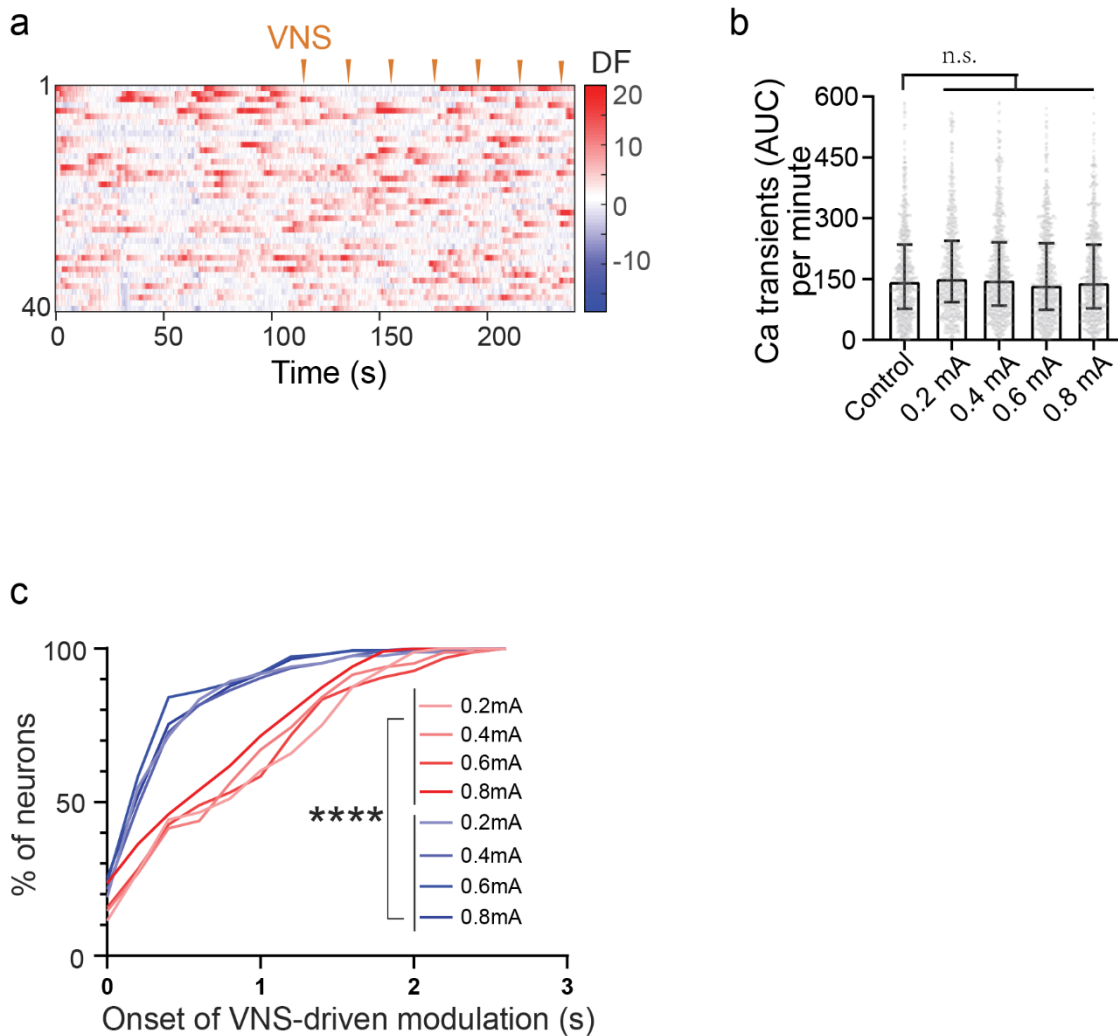 a
VNS
DF
1
40
20
10
0
-10
0 50 100 150 200
Time (s)
b
n.s.
Ca transients (AUC)
per minute
600
450
300
150
0
Control 0.2 mA 0.4 mA 0.6 mA 0.8 mA
c
% of neurons
100
50
0
0 1 2 3
Onset of VNS-driven modulation (s)
****
0.2mA
0.4mA
0.6mA
0.8mA
0.2mA
0.4mA
0.6mA
0.8mA